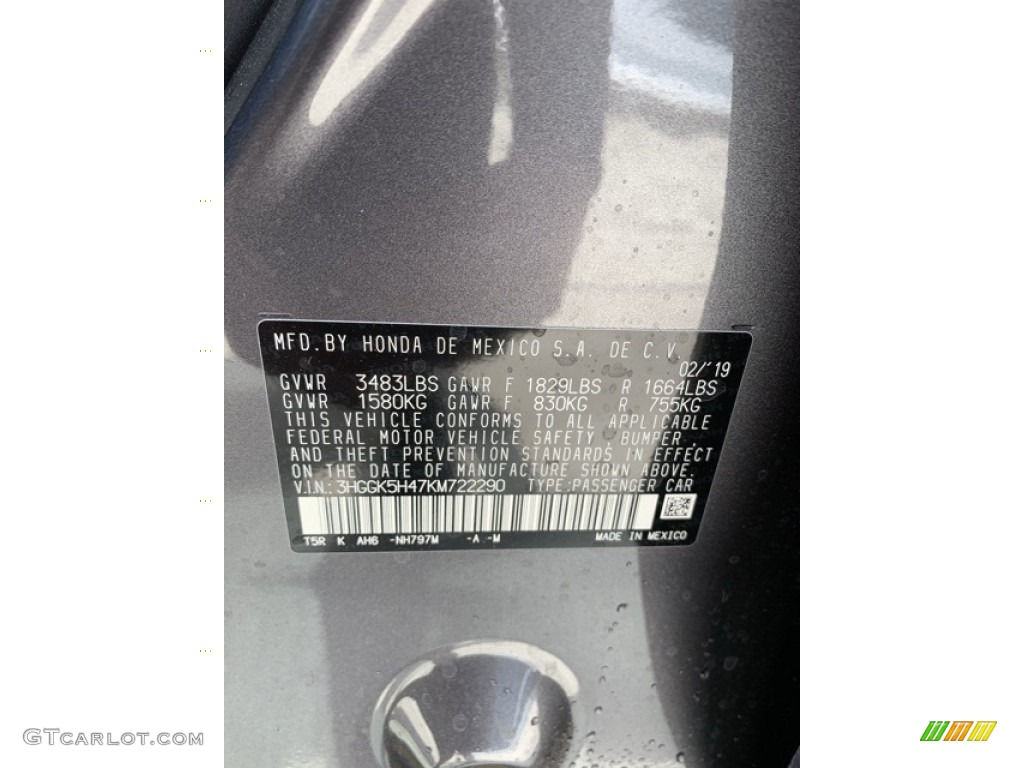 MFD. BY HONDA DE MEXICO S.A. DE C.V.
02/'19
GVWR 3483LBS GAWR F 1829LBS R 1664LBS
GVWR 1580KG GAWR F 830KG R 755KG
THIS VEHICLE CONFORMS TO ALL APPLICABLE
FEDERAL MOTOR VEHICLE SAFETY, BUMPER,
AND THEFT PREVENTION STANDARDS IN EFFECT
ON THE DATE OF MANUFACTURE SHOWN ABOVE.
V.I.N.: 3HGGK5H47KM722290 TYPE:PASSENGER CAR
T5R K AH6 -NH797M -A -M MADE IN MEXICO
GTCARLOT.COM